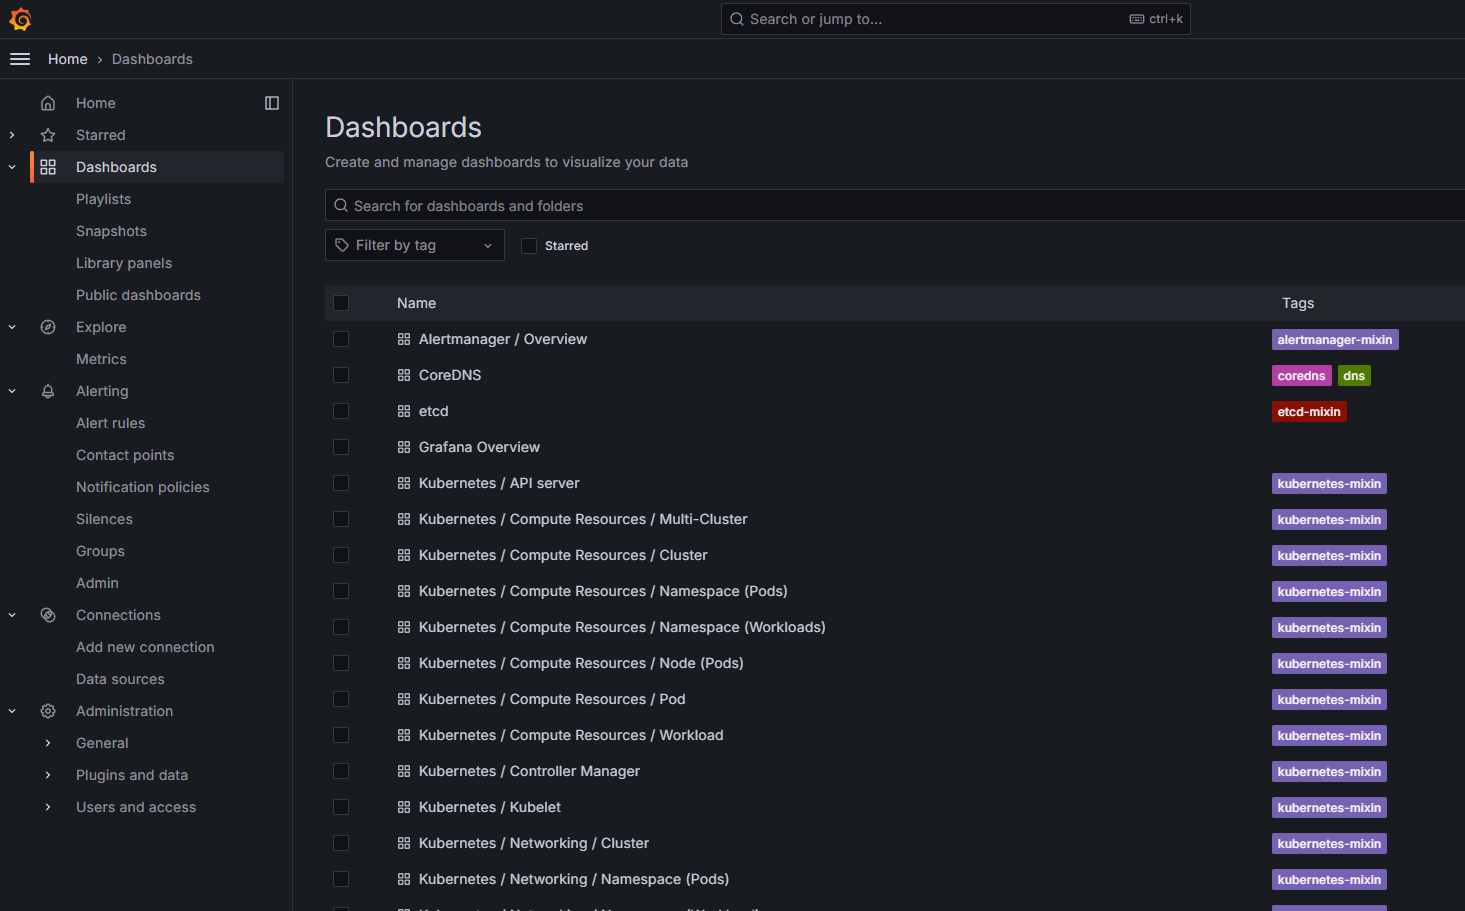 Search or jump to...
ctrl+k
Home › Dashboards
Home
Starred
Dashboards
Playlists
Snapshots
Library panels
Public dashboards
Explore
Metrics
Alerting
Alert rules
Contact points
Notification policies
Silences
Groups
Admin
Connections
Add new connection
Data sources
Administration
General
Plugins and data
Users and access
Dashboards
Create and manage dashboards to visualize your data
Search for dashboards and folders
Filter by tag Starred
Name Tags
Alertmanager / Overview alertmanager-mixin
CoreDNS coredns dns
etcd etcd-mixin
Grafana Overview
Kubernetes / API server kubernetes-mixin
Kubernetes / Compute Resources / Multi-Cluster kubernetes-mixin
Kubernetes / Compute Resources / Cluster kubernetes-mixin
Kubernetes / Compute Resources / Namespace (Pods) kubernetes-mixin
Kubernetes / Compute Resources / Namespace (Workloads) kubernetes-mixin
Kubernetes / Compute Resources / Node (Pods) kubernetes-mixin
Kubernetes / Compute Resources / Pod kubernetes-mixin
Kubernetes / Compute Resources / Workload kubernetes-mixin
Kubernetes / Controller Manager kubernetes-mixin
Kubernetes / Kubelet kubernetes-mixin
Kubernetes / Networking / Cluster kubernetes-mixin
Kubernetes / Networking / Namespace (Pods) kubernetes-mixin